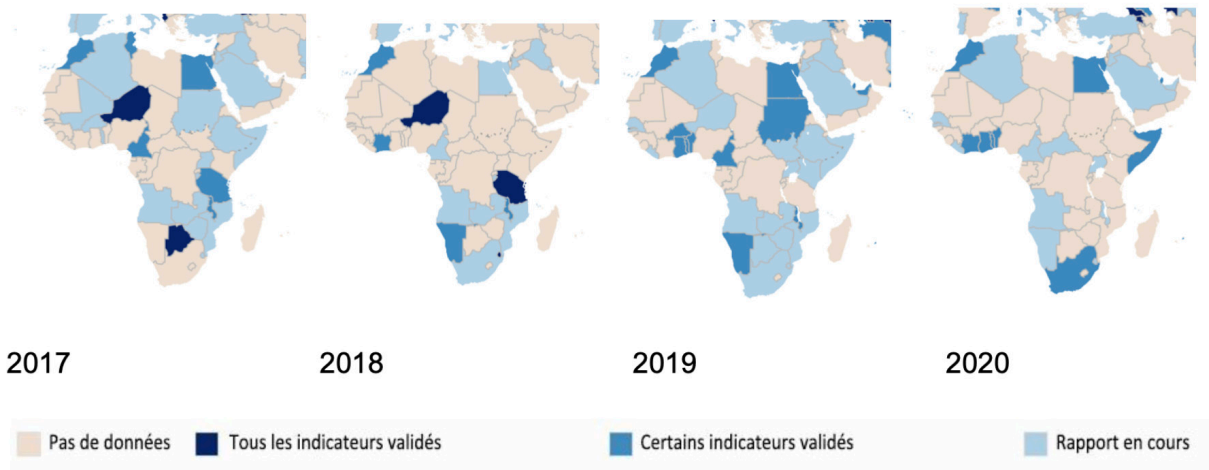 2017 2018 2019 2020
Pas de données Tous les indicateurs validés Certains indicateurs validés Rapport en cours